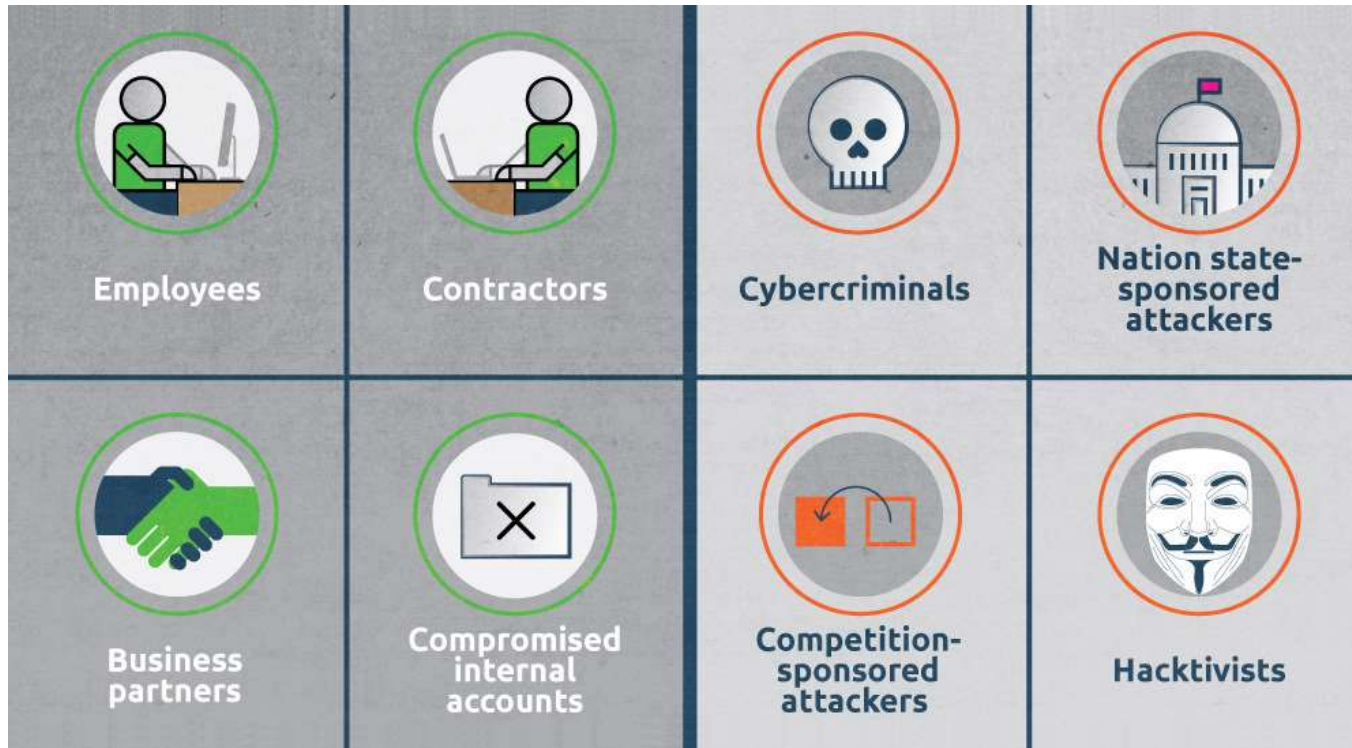 Employees
Contractors
Cybercriminals
Nation state-
sponsored
attackers
Business
partners
Compromised
internal
accounts
Competition-
sponsored
attackers
Hacktivists